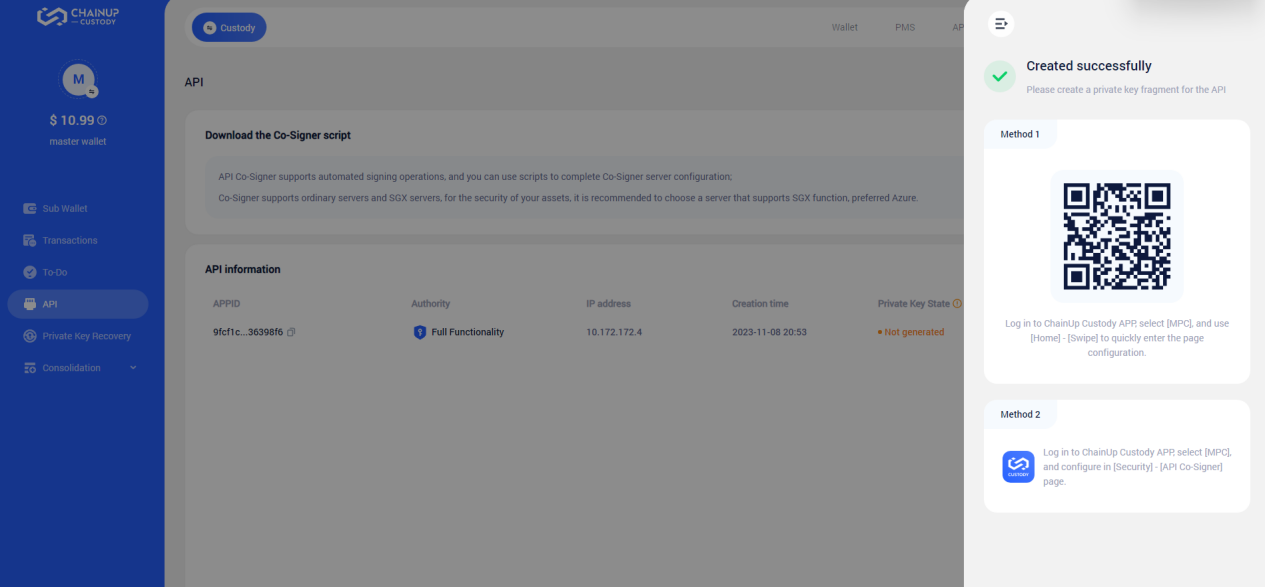 CHAINUP
CUSTODY
M
$ 10.99
master wallet
Sub Wallet
Transactions
To-Do
API
Private Key Recovery
Consolidation
Custody
Wallet
PMS
AP
API
Download the Co-Signer script
API Co-Signer supports automated signing operations, and you can use scripts to complete Co-Signer server configuration;
Co-Signer supports ordinary servers and SGX servers, for the security of your assets, it is recommended to choose a server that supports SGX function, preferred Azure.
API information
APPID Authority IP address Creation time Private Key State
9fcf1c...36398f6 Full Functionality 10.172.172.4 2023-11-08 20:53 Not generated
Created successfully
Please create a private key fragment for the API
Method 1
Log in to ChainUp Custody APP, select [MPC], and use
[Home] - [Swipe] to quickly enter the page
configuration.
Method 2
CUSTODY
Log in to ChainUp Custody APP, select [MPC],
and configure in [Security] - [API Co-Signer]
page.